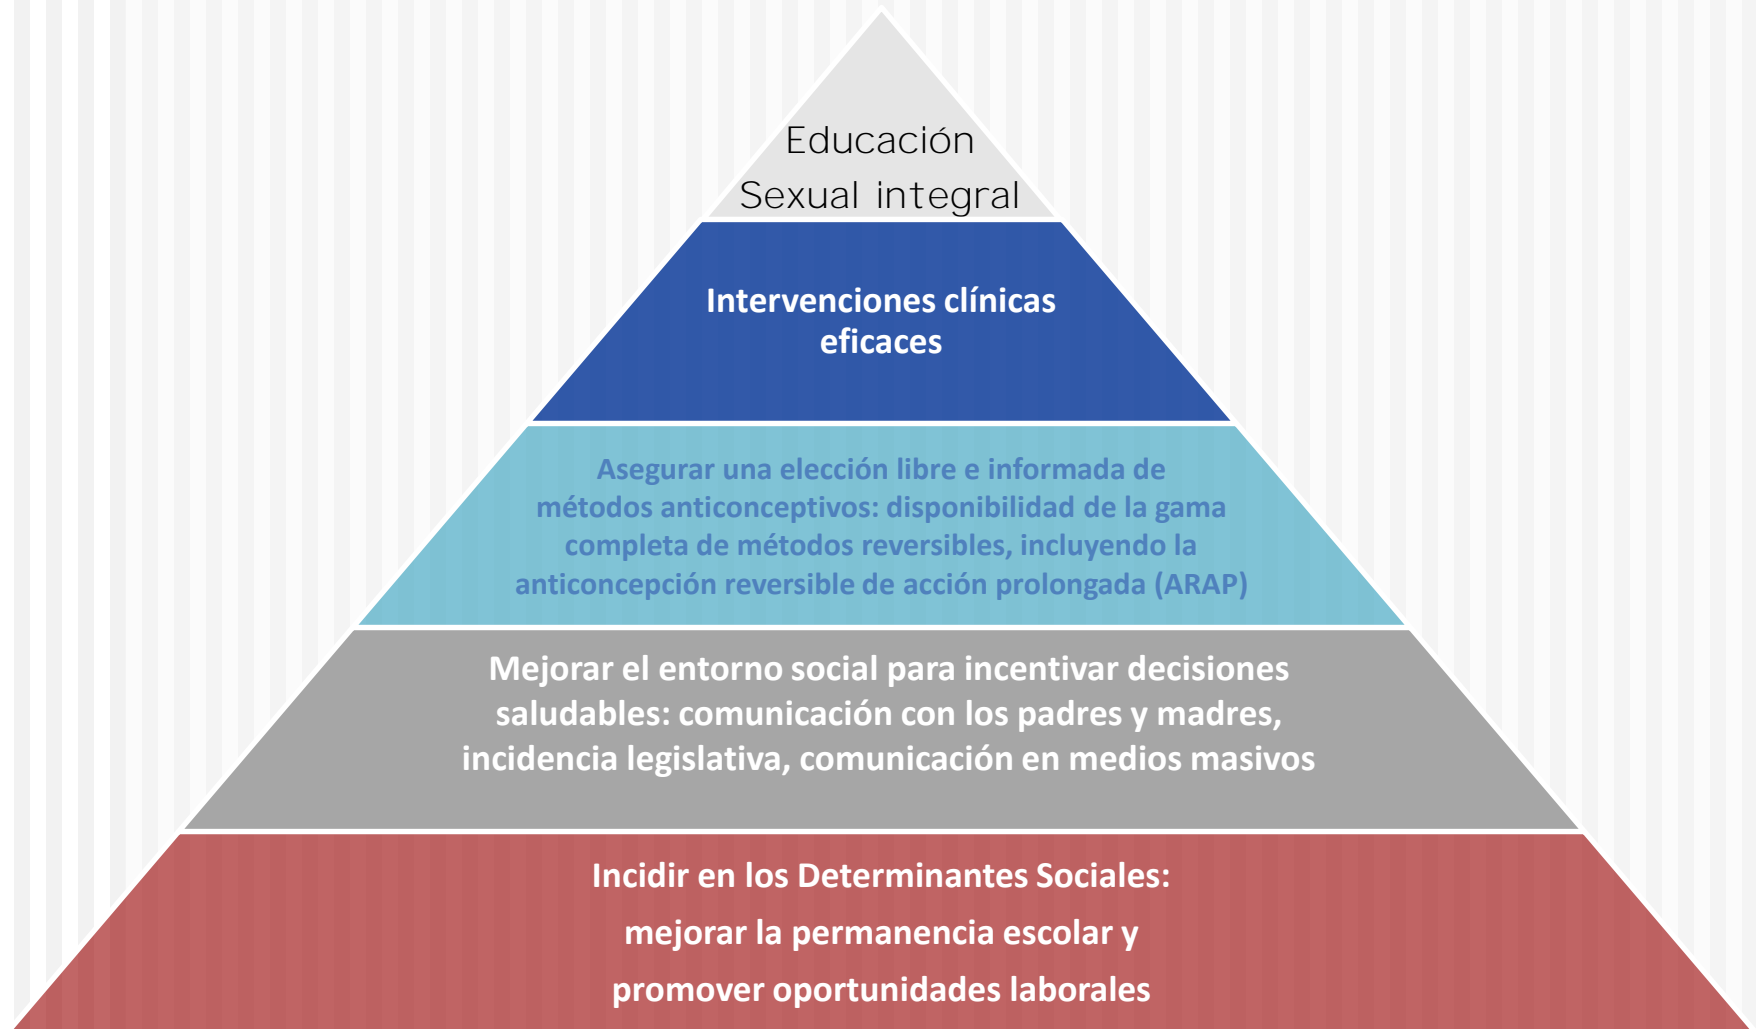 Educación
Sexual integral
Intervenciones clínicas
eficaces
Asegurar una elección libre e informada de
métodos anticonceptivos: disponibilidad de la gama
completa de métodos reversibles, incluyendo la
anticoncepción reversible de acción prolongada (ARAP)
Mejorar el entorno social para incentivar decisiones
saludables: comunicación con los padres y madres,
incidencia legislativa, comunicación en medios masivos
Incidir en los Determinantes Sociales:
mejorar la permanencia escolar y
promover oportunidades laborales